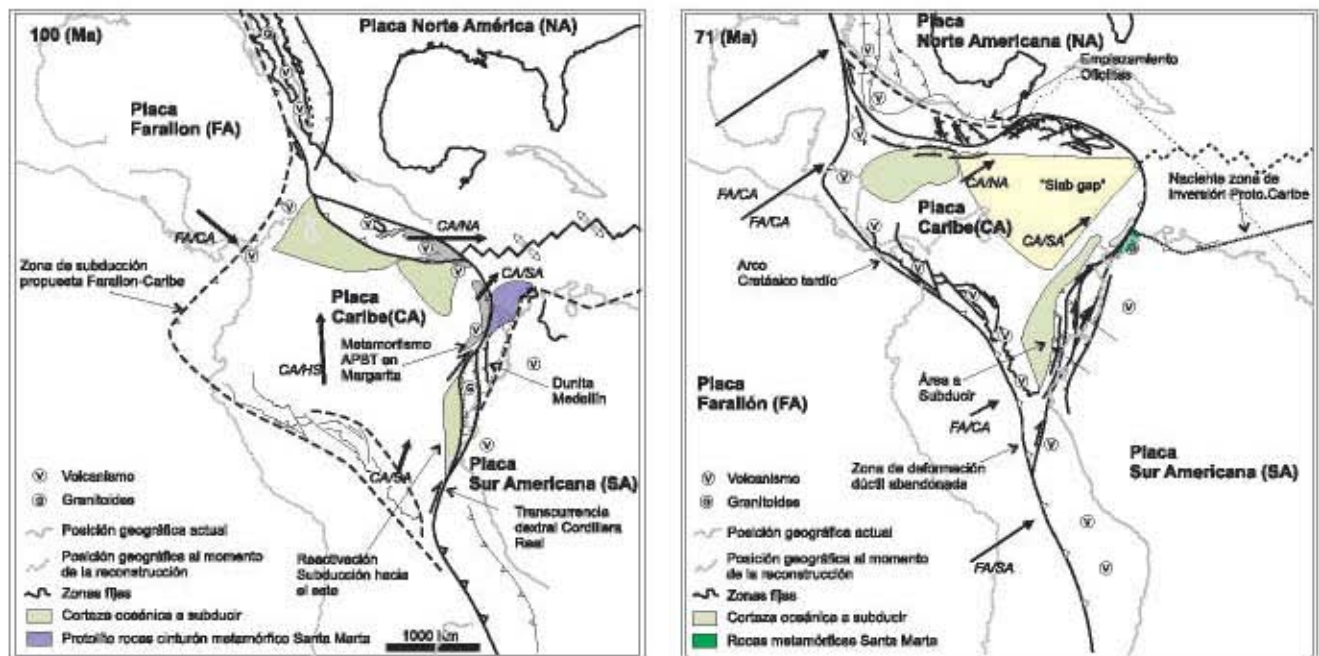 100 (Ma)
Placa Norte América (NA)
Placa
Farallon (FA)
FA/CA
CA/NA
Zona de subducción
propuesta Farallon-Caribe
CA/SA
Placa
Caribe(CA)
Metamorfismo
APBT en
Margarita
CA/HS
Dunita
Medellín
CA/SA
Placa
Sur Americana (SA)
Transcurrencia
dextral Cordillera
Real
Reactivación
Subducción hacia
el este
V Volcanismo
G Granitoides
Posición geográfica actual
Posición geográfica al momento
de la reconstrucción
Zonas fijas
Corteza oceánica a subducir
Protolito rocas cinturón metamórfico Santa Marta
1000 Km
71 (Ma)
Placa
Norte Americana (NA)
Emplazamiento
Ofiolitas
FA/CA
FA/CA
CA/NA
"Slab gap"
Naciente zona de
Inversión Proto.Caribe
Placa
Caribe(CA)
CA/SA
Arco
Cretásico tardío
Placa
Farallón (FA)
Área a
Subducir
FA/CA
Placa
Sur Americana (SA)
Zona de deformación
dúctil abandonada
FA/SA
V Volcanismo
G Granitoides
Posición geográfica actual
Posición geográfica al momento
de la reconstrucción
Zonas fijas
Corteza oceánica a subducir
Rocas metamórficas Santa Marta